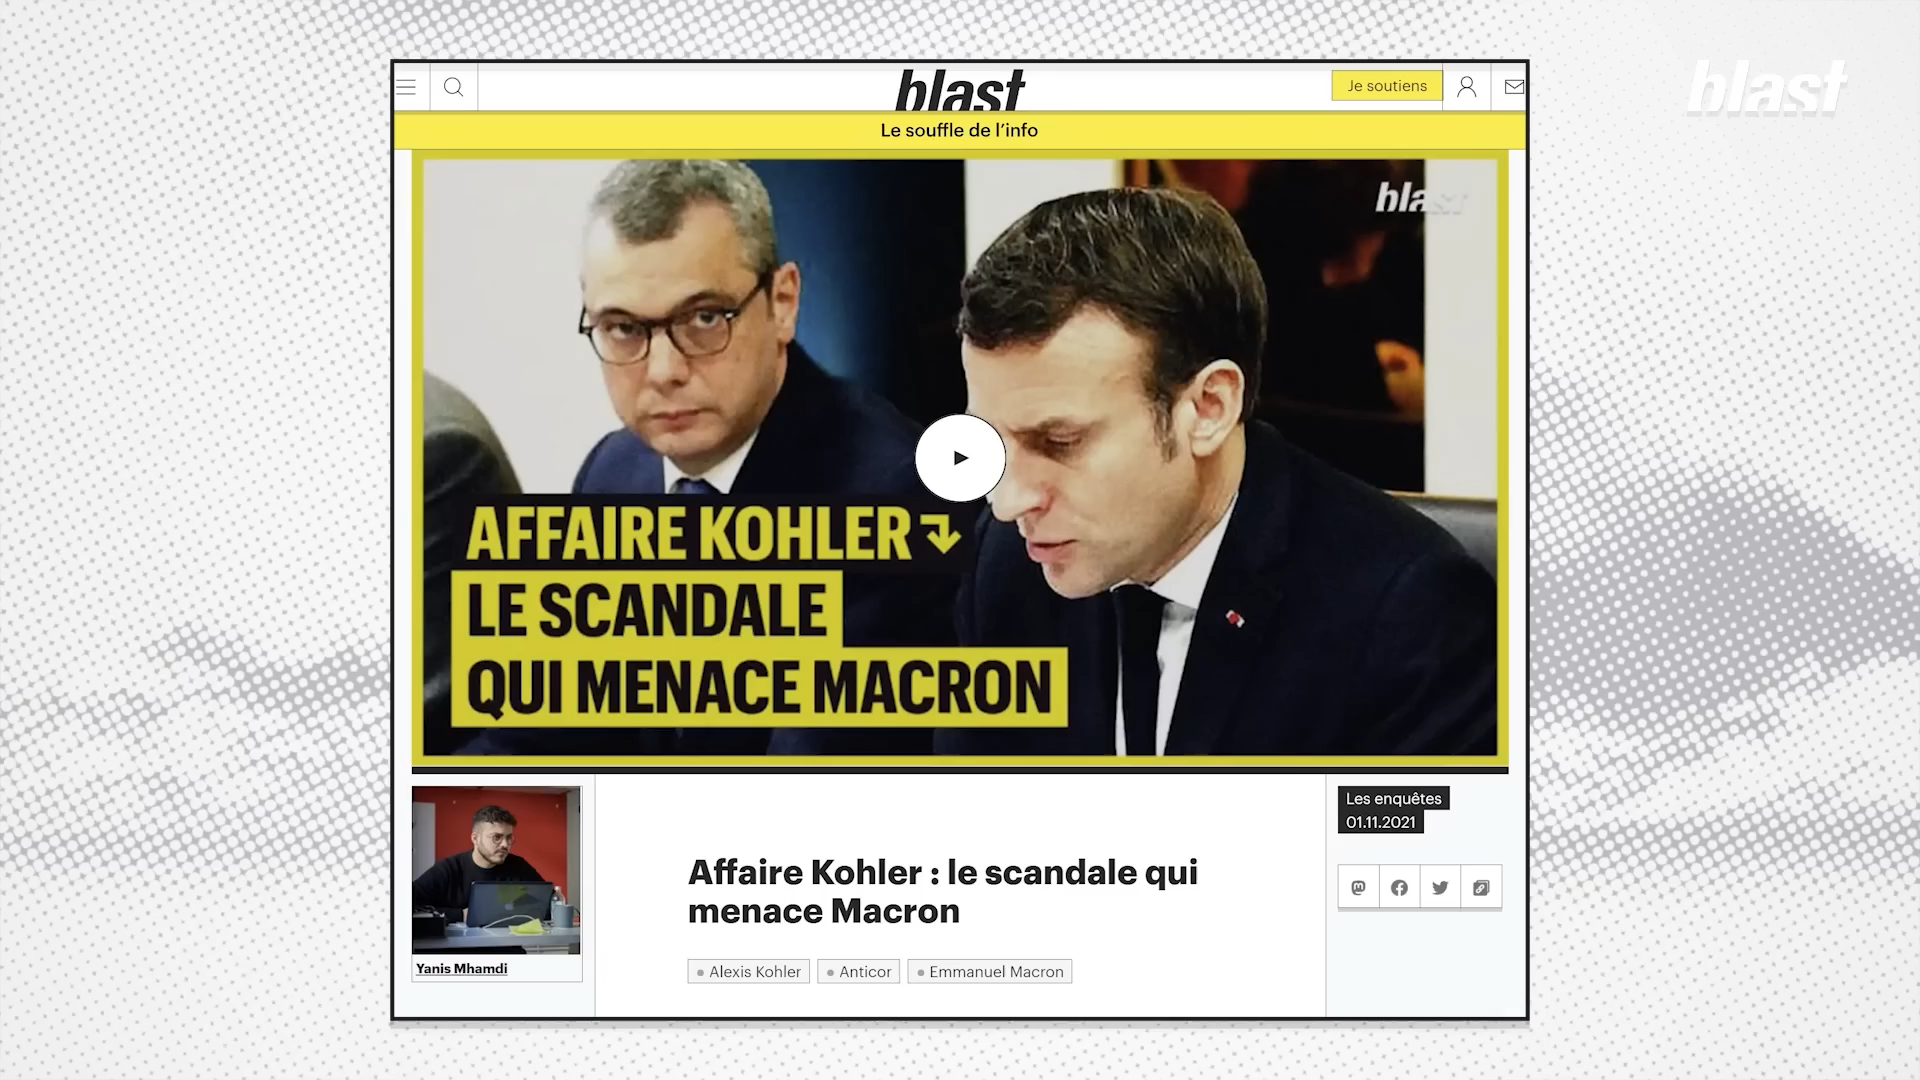 blast
Je soutiens
blast
Le souffle de l'info
blast
AFFAIRE KOHLER
LE SCANDALE
QUI MENACE MACRON
Yanis Mhamdi
Affaire Kohler : le scandale qui
menace Macron
Alexis Kohler
Anticor
Emmanuel Macron
Les enquêtes
01.11.2021